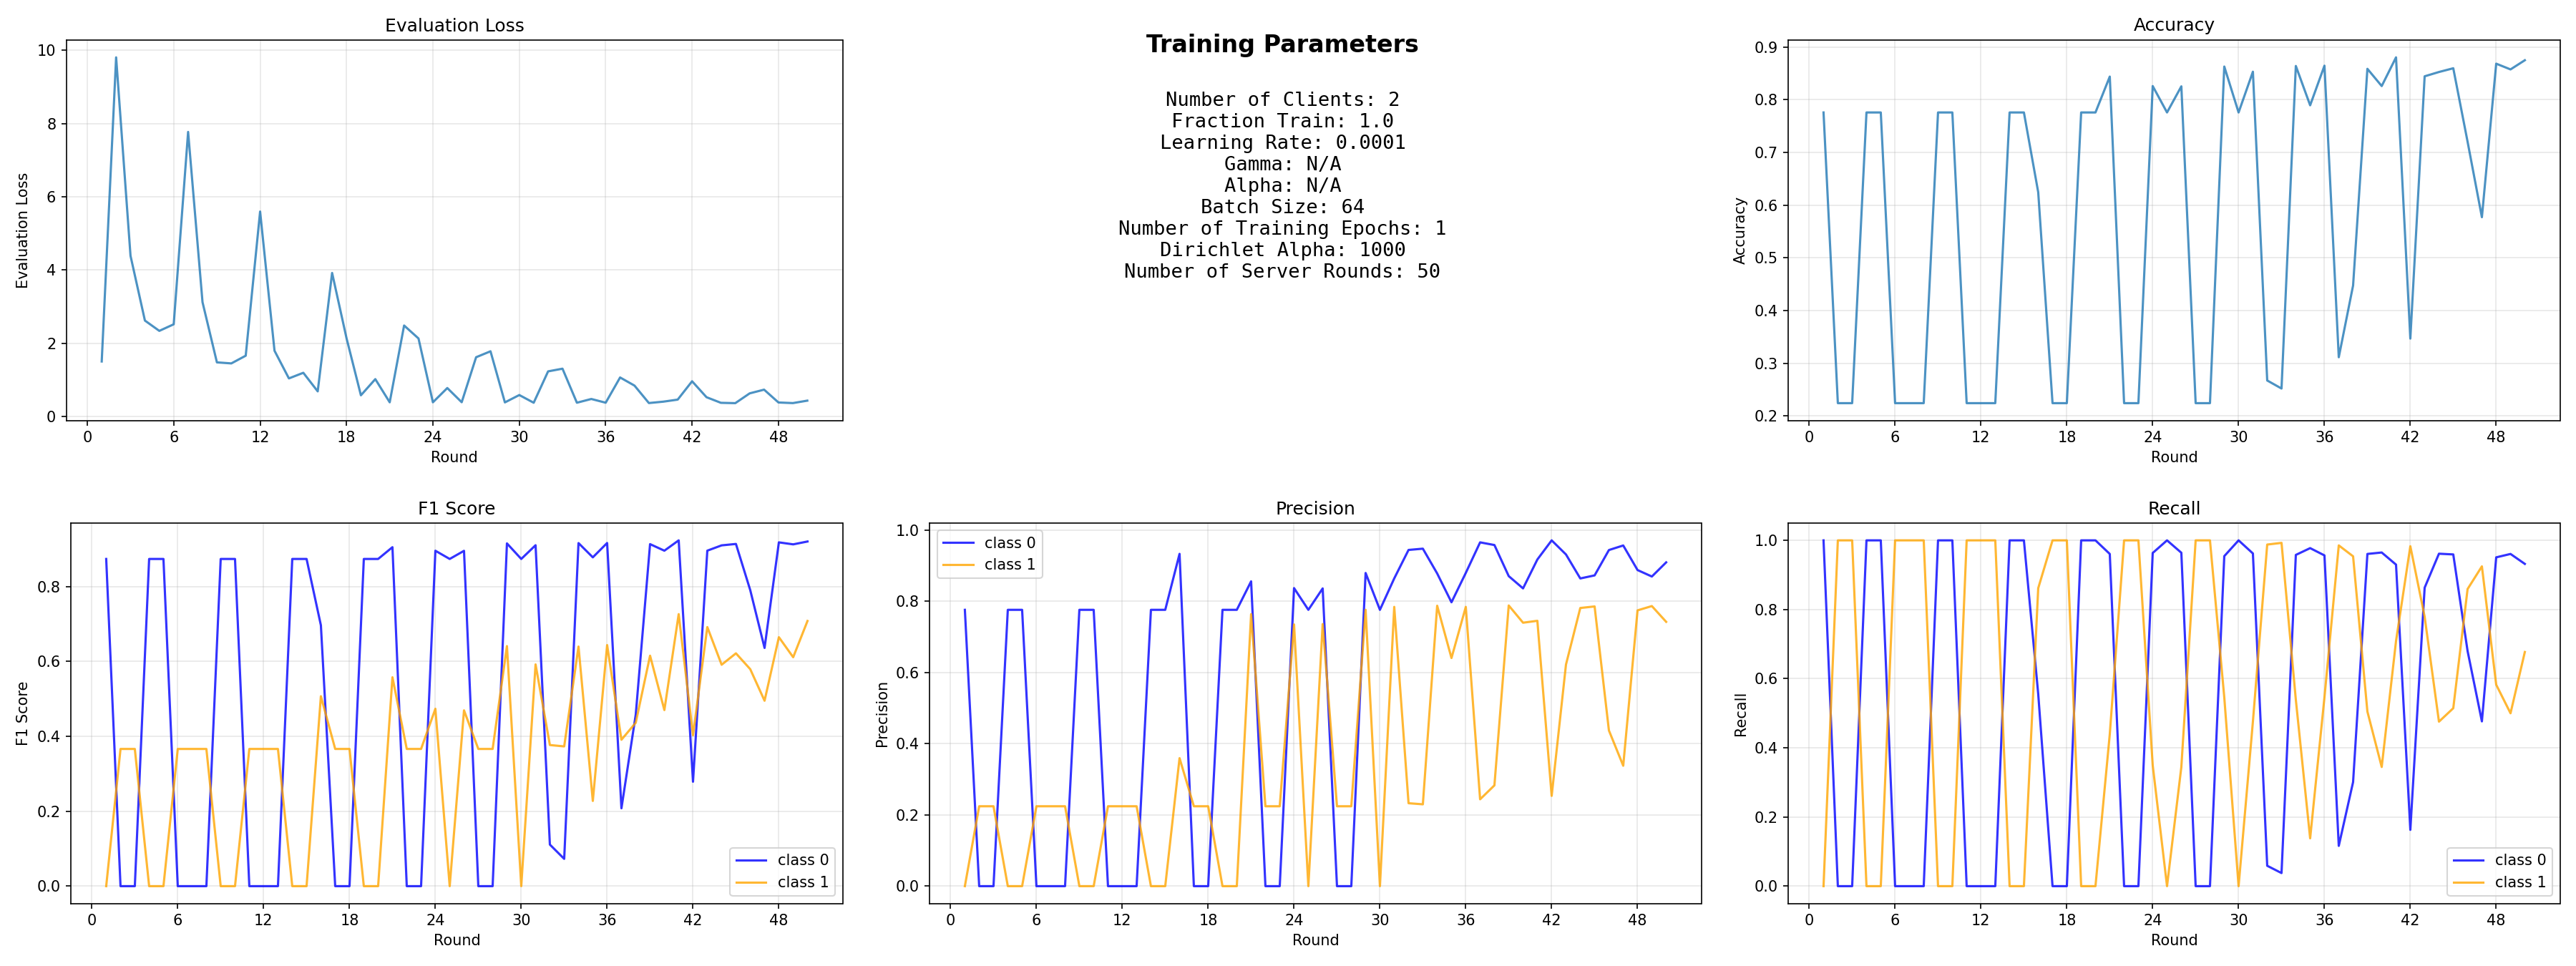 Evaluation Loss
Evaluation Loss
10
8
6
4
2
0
0 6 12 18 24 30 36 42 48
Round
Training Parameters
Number of Clients: 2
Fraction Train: 1.0
Learning Rate: 0.0001
Gamma: N/A
Alpha: N/A
Batch Size: 64
Number of Training Epochs: 1
Dirichlet Alpha: 1000
Number of Server Rounds: 50
Accuracy
Accuracy
0.9
0.8
0.7
0.6
0.5
0.4
0.3
0.2
0 6 12 18 24 30 36 42 48
Round
F1 Score
F1 Score
0.8
0.6
0.4
0.2
0.0
0 6 12 18 24 30 36 42 48
Round
class 0
class 1
Precision
Precision
1.0
0.8
0.6
0.4
0.2
0.0
0 6 12 18 24 30 36 42 48
Round
class 0
class 1
Recall
Recall
1.0
0.8
0.6
0.4
0.2
0.0
0 6 12 18 24 30 36 42 48
Round
class 0
class 1